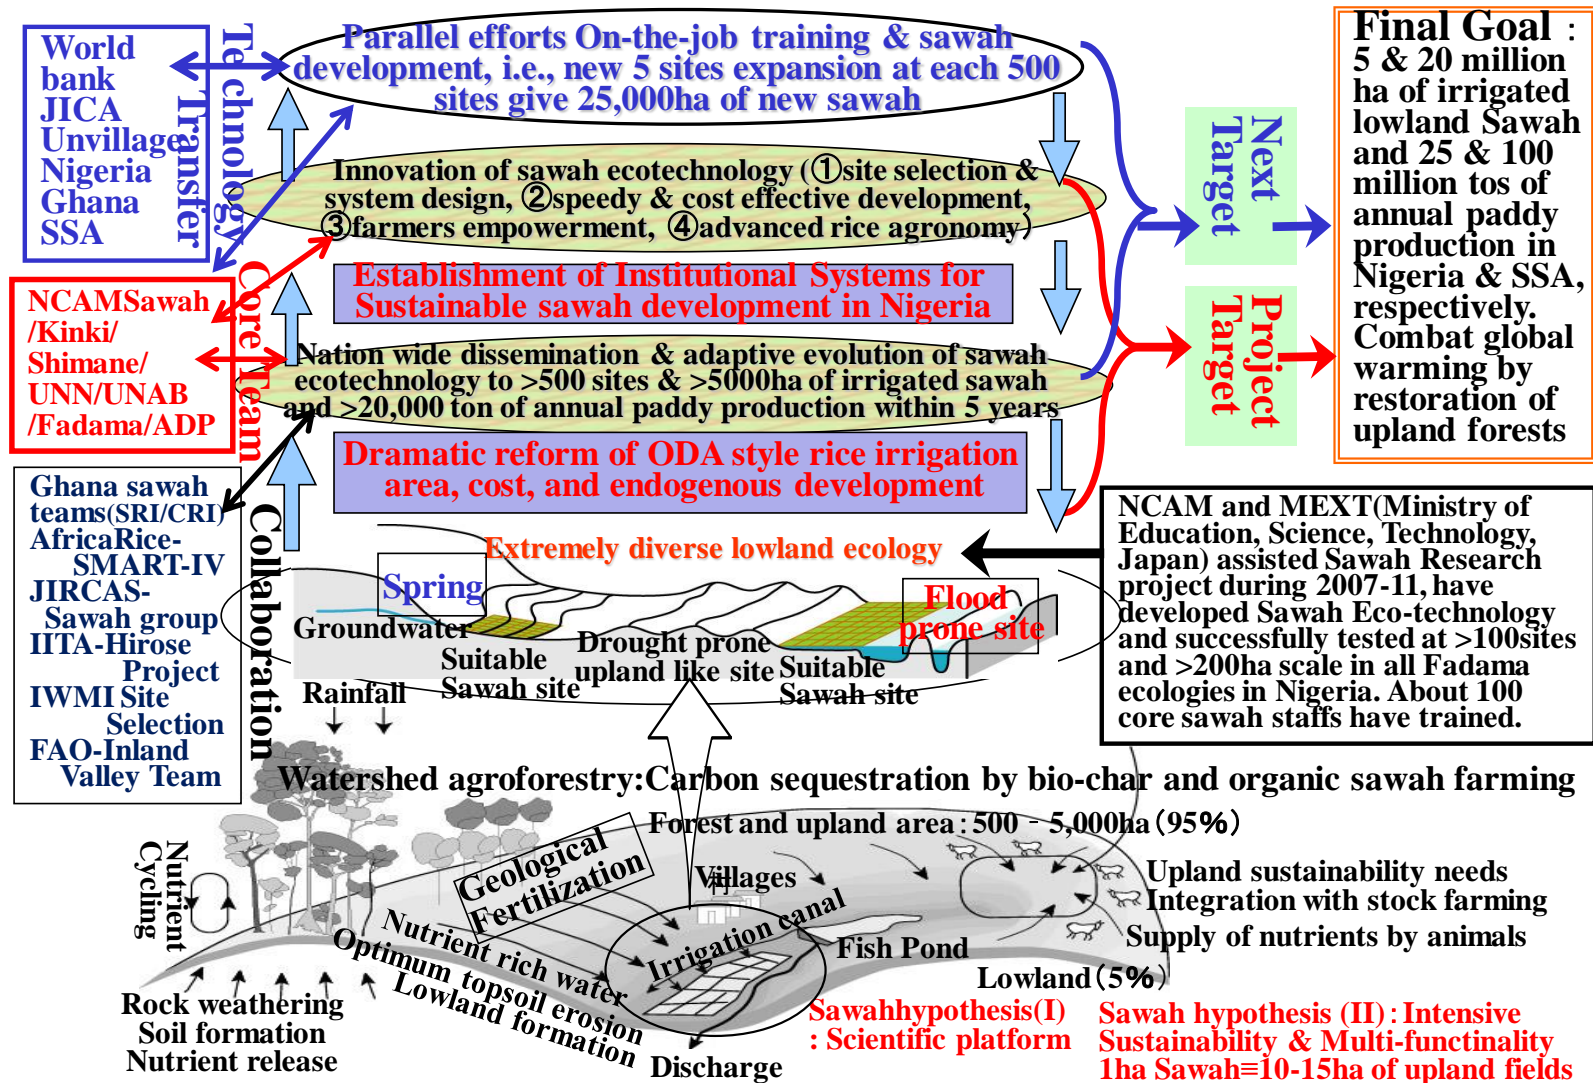 World
bank
JICA
Unvillage
Nigeria
Ghana
SSA
Technology
Transfer
Parallel efforts On-the-job training & sawah
development, i.e., new 5 sites expansion at each 500
sites give 25,000ha of new sawah
Innovation of sawah ecotechnology (①site selection &
system design, ②speedy & cost effective development,
③farmers empowerment, ④advanced rice agronomy)
Establishment of Institutional Systems for
Sustainable sawah development in Nigeria
Nation wide dissemination & adaptive evolution of sawah
ecotechnology to >500 sites & >5000ha of irrigated sawah
and >20,000 ton of annual paddy production within 5 years
Dramatic reform of ODA style rice irrigation
area, cost, and endogenous development
Next
Target
Project
Target
Final Goal :
5 & 20 million
ha of irrigated
lowland Sawah
and 25 & 100
million tos of
annual paddy
production in
Nigeria & SSA,
respectively.
Combat global
warming by
restoration of
upland forests
NCAMSawah
/Kinki/
Shimane/
UNN/UNAB
/Fadama/ADP
Core Team
Ghana sawah
teams(SRI/CRI)
AfricaRice-
SMART-IV
JIRCAS-
Sawah group
IITA-Hirose
Project
IWMI Site
Selection
FAO-Inland
Valley Team
Collaboration
NCAM and MEXT(Ministry of
Education, Science, Technology,
Japan) assisted Sawah Research
project during 2007-11, have
developed Sawah Eco-technology
and successfully tested at >100sites
and >200ha scale in all Fadama
ecologies in Nigeria. About 100
core sawah staffs have trained.
Extremely diverse lowland ecology
Spring
Flood
prone site
Groundwater
Suitable
Sawah site
Drought prone
upland like site
Suitable
Sawah site
Rainfall
Watershed agroforestry:Carbon sequestration by bio-char and organic sawah farming
Forest and upland area:500 - 5,000ha(95%)
Nutrient
Cycling
Geological
Fertilization
Villages
村
Irrigation canal
Nutrient rich water
Optimum topsoil erosion
Lowland formation
Fish Pond
Upland sustainability needs
Integration with stock farming
Supply of nutrients by animals
Lowland(5%)
Rock weathering
Soil formation
Nutrient release
Discharge
Sawahhypothesis(I)
: Scientific platform
Sawah hypothesis (II): Intensive
Sustainability & Multi-functinality
1ha Sawah≡10-15ha of upland fields